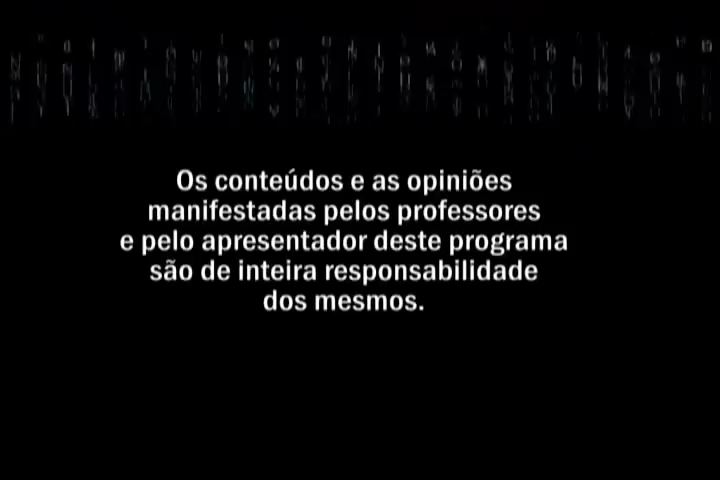 Os conteúdos e as opiniões
manifestadas pelos professores
e pelo apresentador deste programa
são de inteira responsabilidade
dos mesmos.